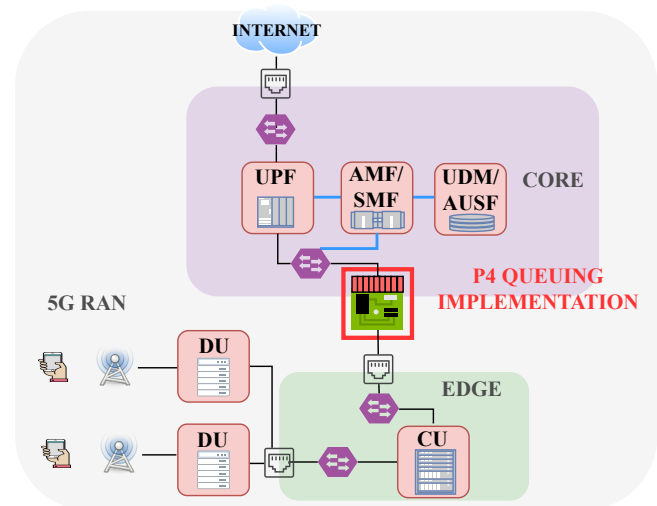 INTERNET
UPF
AMF/
SMF
UDM/
AUSF
CORE
P4 QUEUING
IMPLEMENTATION
5G RAN
DU
EDGE
DU
CU